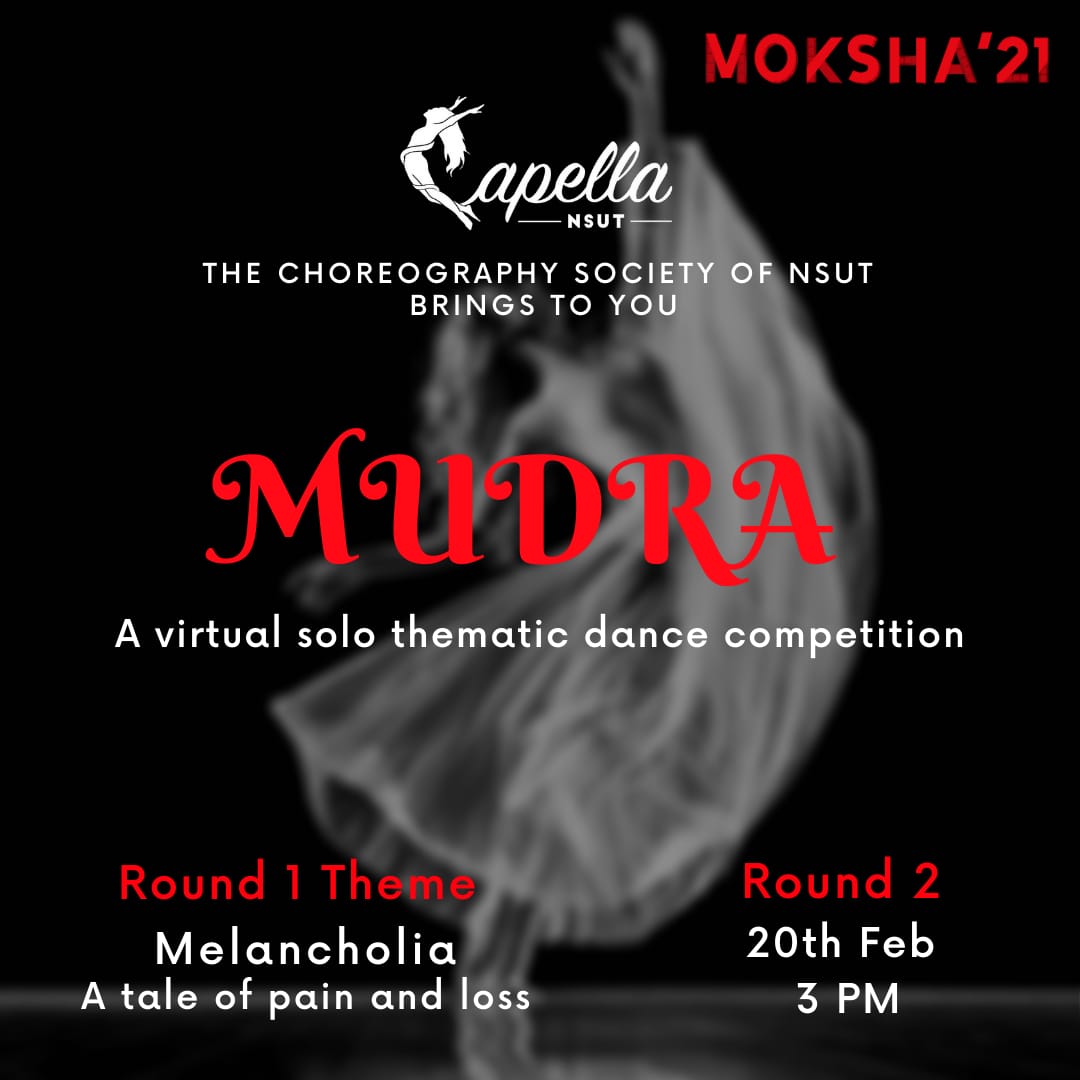 MOKSHA'21
Capella
NSUT
THE CHOREOGRAPHY SOCIETY OF NSUT
BRINGS TO YOU
MUDRA
A virtual solo thematic dance competition
Round 1 Theme
Melancholia
A tale of pain and loss
Round 2
20th Feb
3 PM